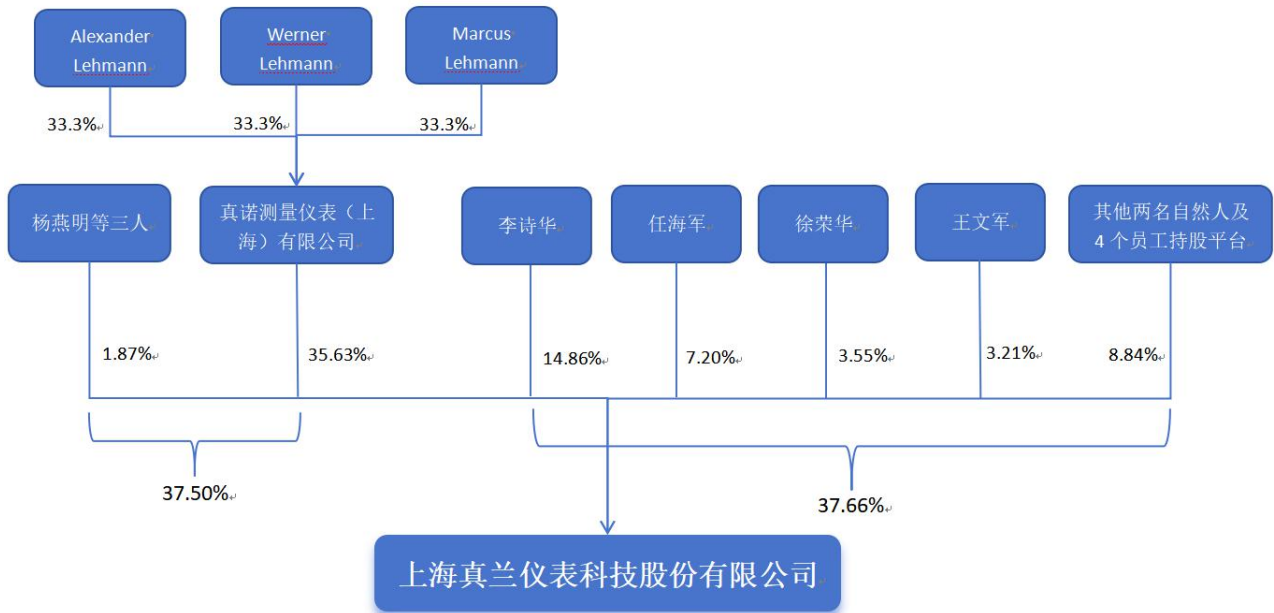 Alexander
Lehmann
Werner
Lehmann
Marcus
Lehmann
33.3%
33.3%
33.3%
杨燕明等三人
真诺测量仪表（上
海）有限公司
李诗华
任海军
徐荣华
王文军
其他两名自然人及
4 个员工持股平台
1.87%
35.63%
14.86%
7.20%
3.55%
3.21%
8.84%
37.50%
37.66%
上海真兰仪表科技股份有限公司